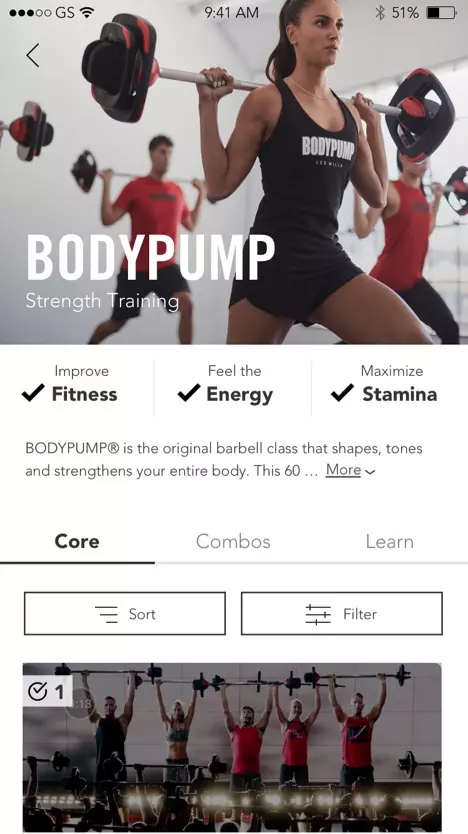 GS 9:41 AM 51%
BODYPUMP
LES MILLS
BODYPUMP
Strength Training
Improve
Fitness
Feel the
Energy
Maximize
Stamina
BODYPUMP® is the original barbell class that shapes, tones
and strengthens your entire body. This 60 ... More
Core Combos Learn
Sort Filter
1